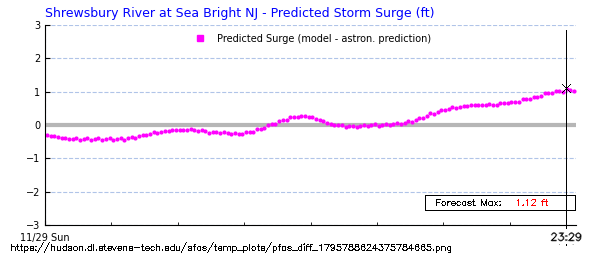 Shrewsbury River at Sea Bright NJ - Predicted Storm Surge (ft)
3
Predicted Surge (model - astron. prediction)
2
1
0
−1
−2
Forecast Max: 1.12 ft
−3
11/29 Sun 23:29
https://hudson.dl.stevens-tech.edu/sfas/temp_plots/pfas_diff_1795788624375784665.png